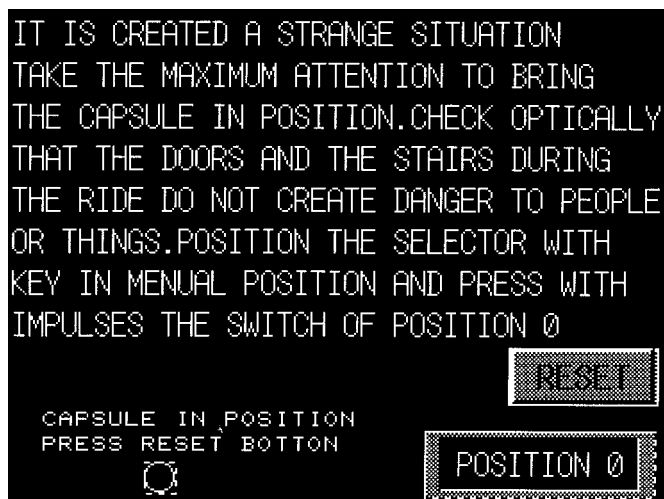 IT IS CREATED A STRANGE SITUATION
TAKE THE MAXIMUM ATTENTION TO BRING
THE CAPSULE IN POSITION.CHECK OPTICALLY
THAT THE DOORS AND THE STAIRS DURING
THE RIDE DO NOT CREATE DANGER TO PEOPLE
OR THINGS.POSITION THE SELECTOR WITH
KEY IN MENUAL POSITION AND PRESS WITH
IMPULSES THE SWITCH OF POSITION 0
RESET
CAPSULE IN POSITION
PRESS RESET BOTTON
POSITION 0